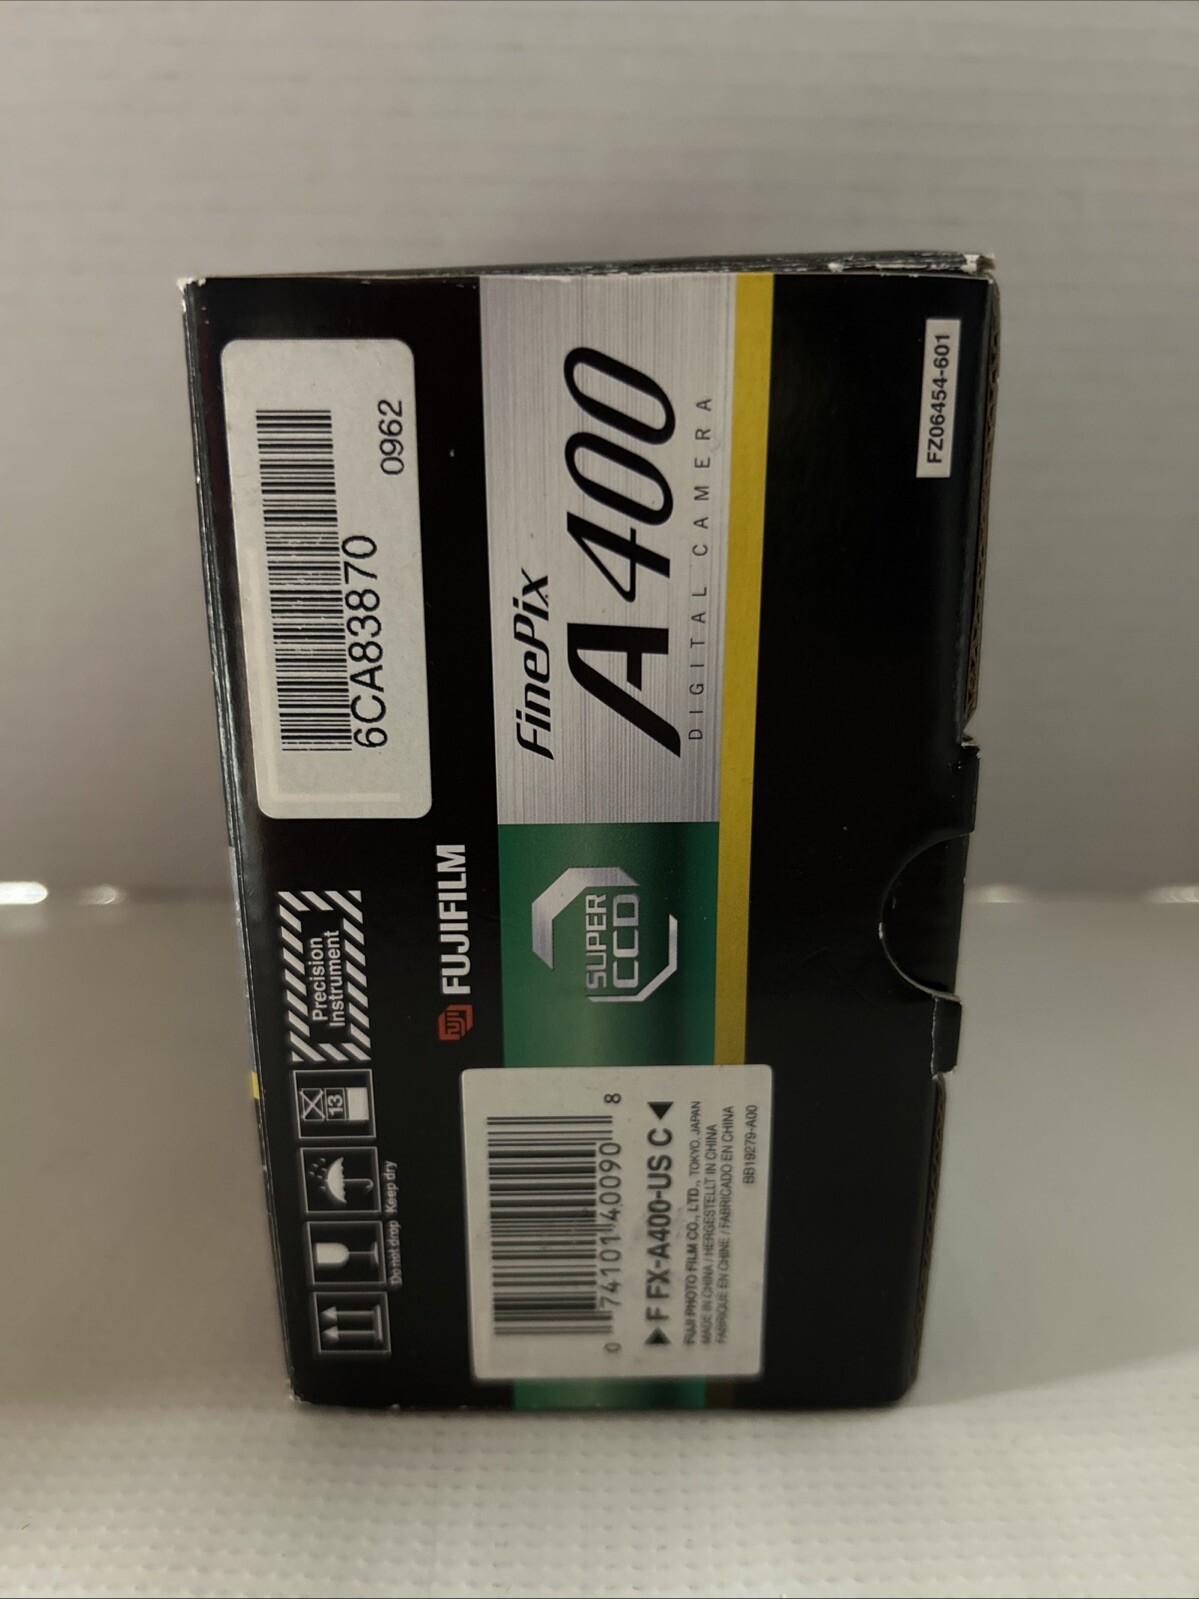 6CA83870
0962
Precision
Instrument
13
Do not drop
Keep dry
FUJI
FUJIFILM
FinePix
A400
DIGITAL CAMERA
SUPER
CCD
0 74101 40090 8
▶F FX-A400-US C◀
FUJI PHOTO FILM CO., LTD., TOKYO, JAPAN
MADE IN CHINA / HERGESTELLT IN CHINA
FABRIQUE EN CHINE / FABRICADO EN CHINA
BB19279-A00
FZ06454-601